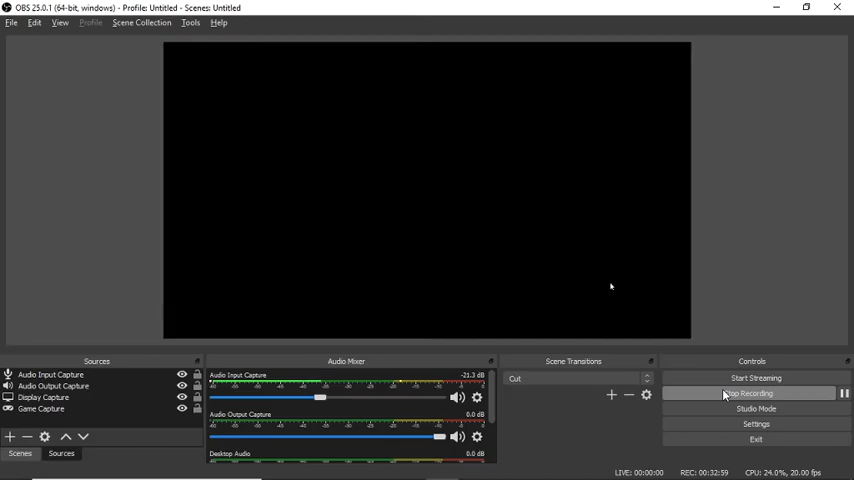 OBS 25.0.1 (64-bit, windows) - Profile: Untitled - Scenes: Untitled
File Edit View Profile Scene Collection Tools Help
Sources
Audio Input Capture
Audio Output Capture
Display Capture
Game Capture
Scenes Sources
Audio Mixer
Audio Input Capture -21.3 dB
Audio Output Capture 0.0 dB
Desktop Audio 0.0 dB
Scene Transitions
Cut
Controls
Start Streaming
Recording
Studio Mode
Settings
Exit
LIVE: 00:00:00 REC: 00:32:59 CPU: 24.0%, 20.00 fps